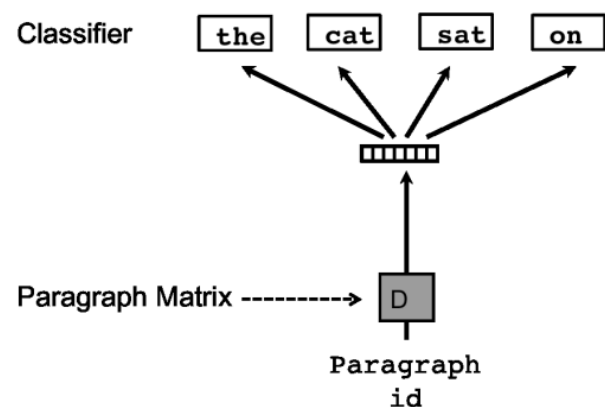 Classifier the cat sat on
Paragraph Matrix D
Paragraph
id